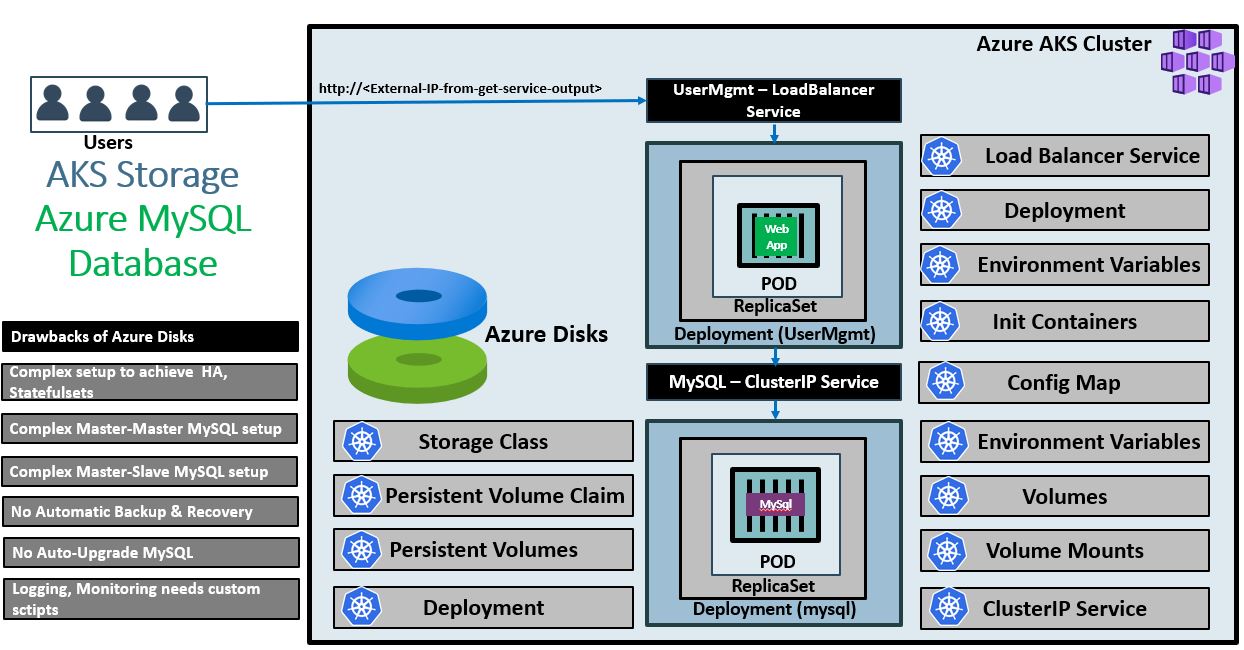 Azure AKS Cluster
http://<External-IP-from-get-service-output>
Users
AKS Storage
Azure MySQL
Database
Drawbacks of Azure Disks
Complex setup to achieve  HA,
Statefulsets
Complex Master-Master MySQL setup
Complex Master-Slave MySQL setup
No Automatic Backup & Recovery
No Auto-Upgrade MySQL
Logging, Monitoring needs custom
sctipts
Azure Disks
Storage Class
Persistent Volume Claim
Persistent Volumes
Deployment
UserMgmt – LoadBalancer
Service
Web
App
POD
ReplicaSet
Deployment (UserMgmt)
MySQL – ClusterIP Service
MySql
POD
ReplicaSet
Deployment (mysql)
Load Balancer Service
Deployment
Environment Variables
Init Containers
Config Map
Environment Variables
Volumes
Volume Mounts
ClusterIP Service